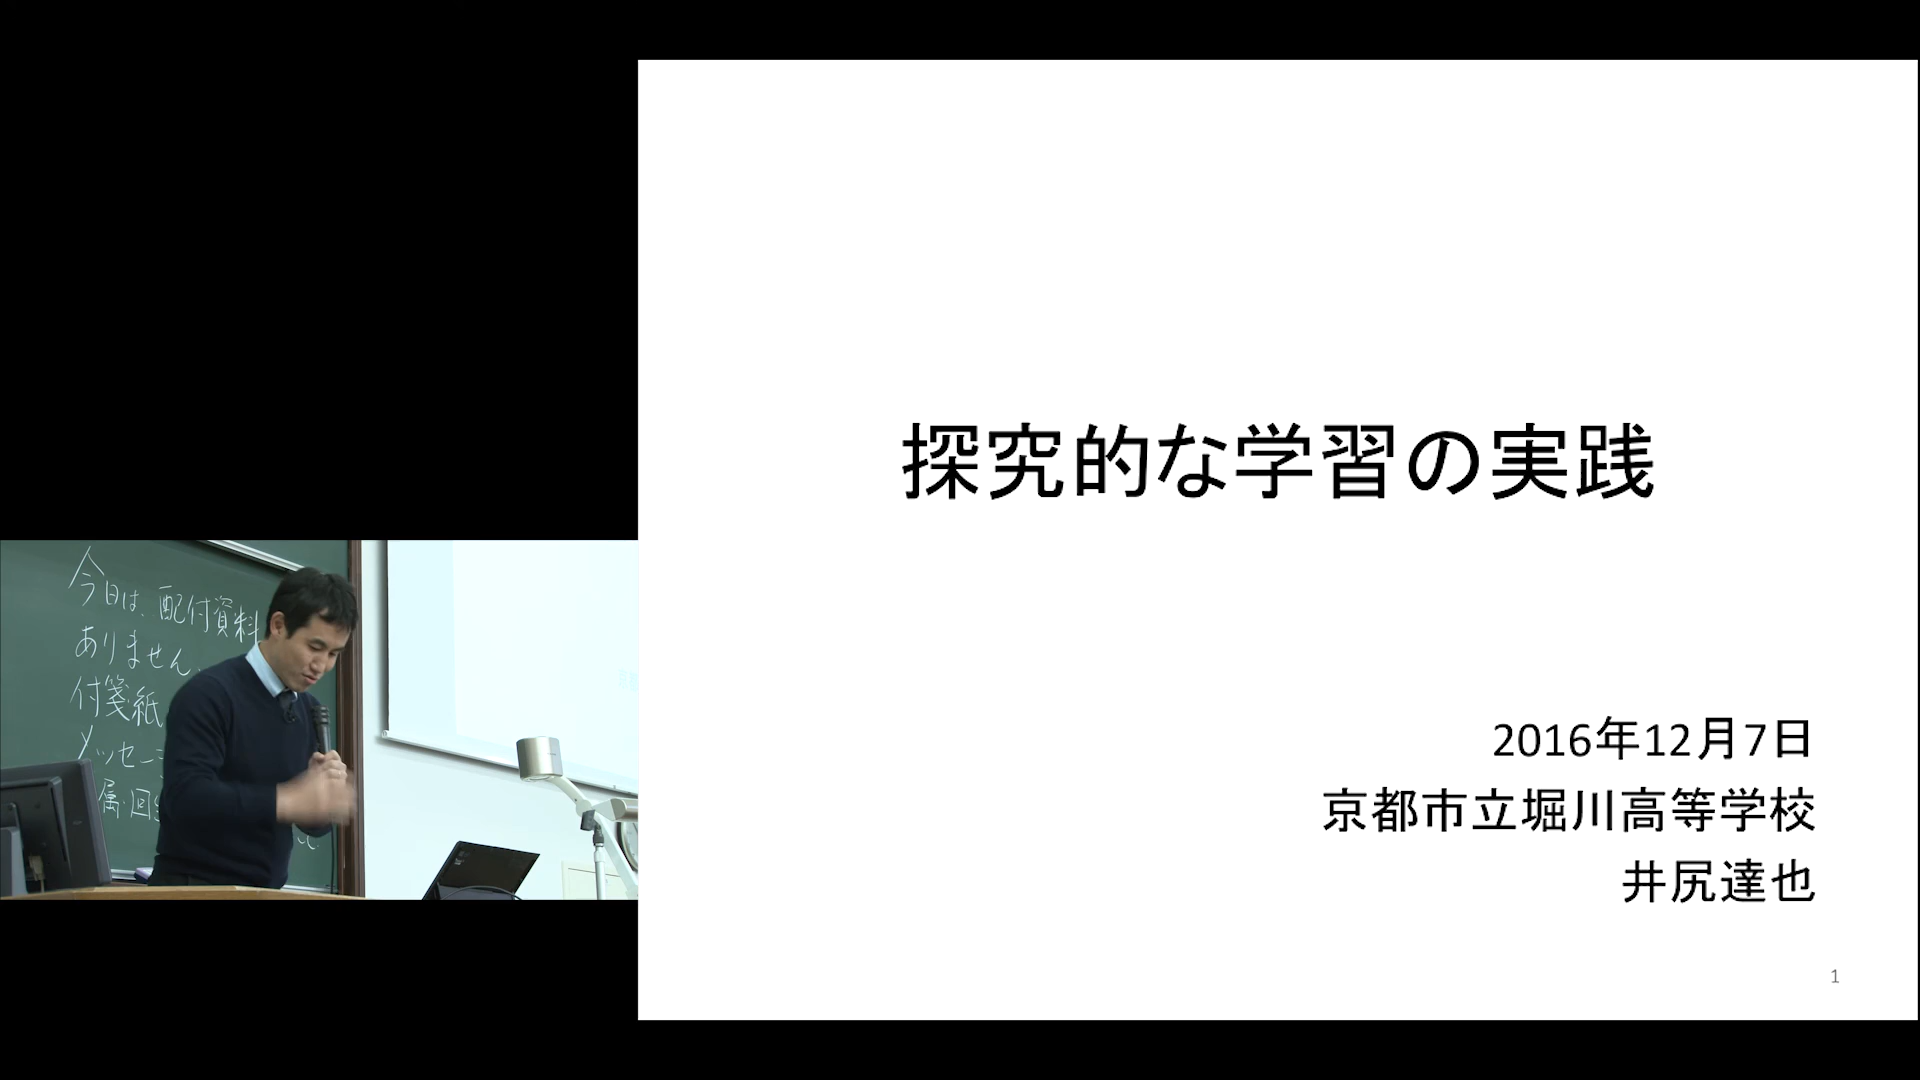 探究的な学習の実践
2016年12月7日
京都市立堀川高等学校
井尻達也
1
今日は、配付資料
ありません。
付箋紙
メッセー
属・回